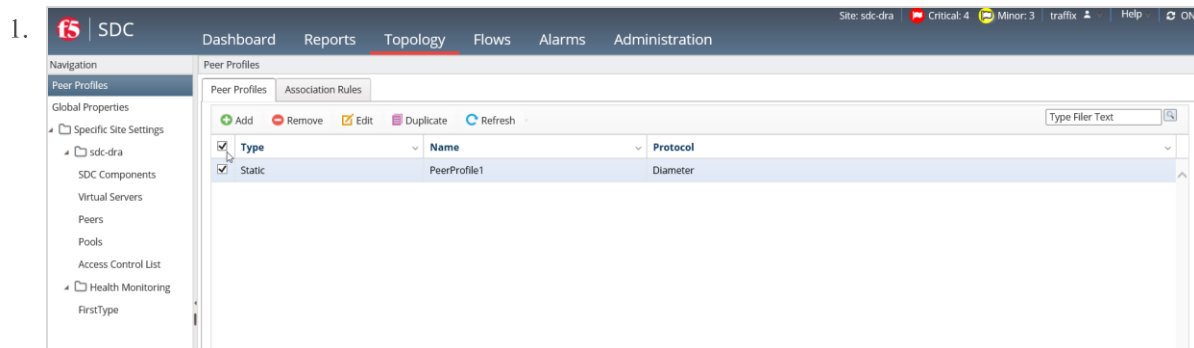 1.
Site: sdc-dra Critical: 4 Minor: 3 traffix Help ON
f5 SDC
Dashboard Reports Topology Flows Alarms Administration
Navigation
Peer Profiles
Peer Profiles
Peer Profiles Association Rules
Global Properties
Add Remove Edit Duplicate Refresh Type Filer Text
Specific Site Settings
Type Name Protocol
sdc-dra
Static PeerProfile1 Diameter
SDC Components
Virtual Servers
Peers
Pools
Access Control List
Health Monitoring
FirstType